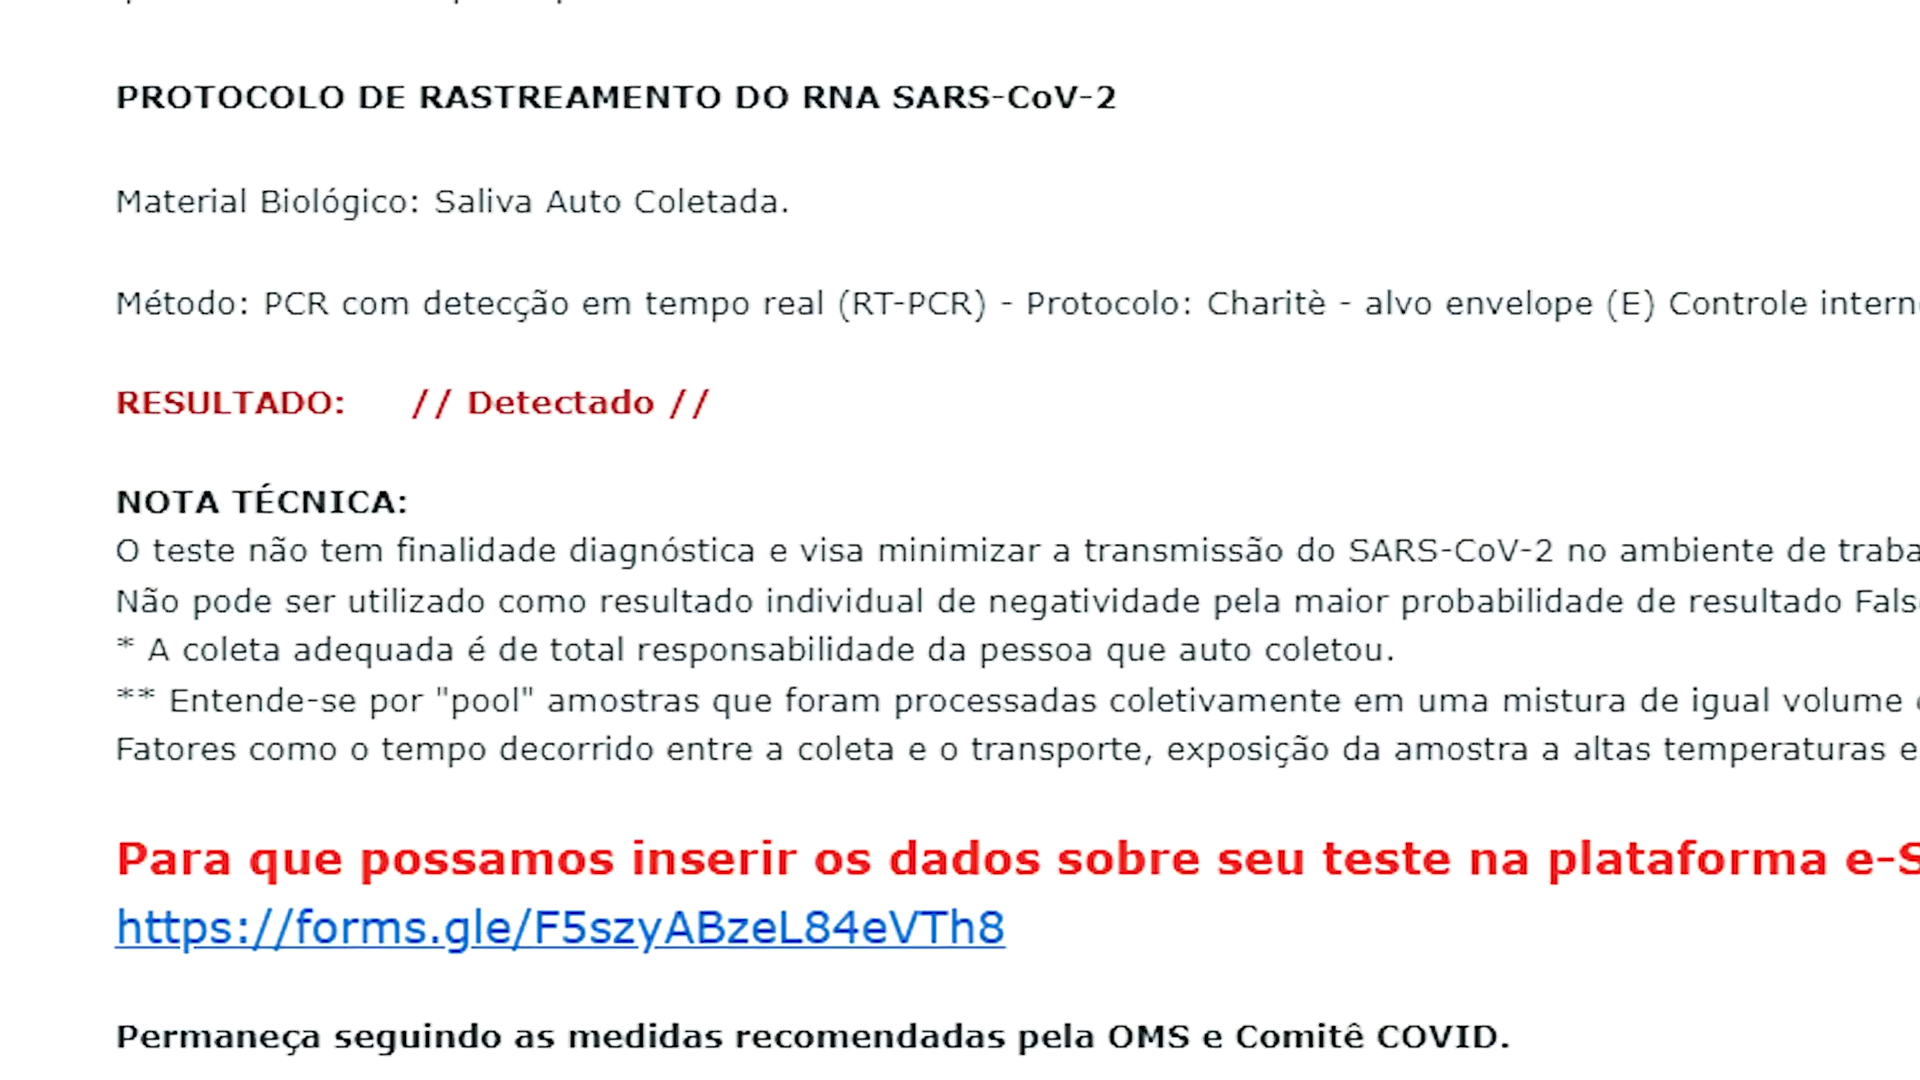 PROTOCOLO DE RASTREAMENTO DO RNA SARS-CoV-2
Material Biológico: Saliva Auto Coletada.
Método: PCR com detecção em tempo real (RT-PCR) - Protocolo: Charitè - alvo envelope (E) Controle intern
RESULTADO: // Detectado //
NOTA TÉCNICA:
O teste não tem finalidade diagnóstica e visa minimizar a transmissão do SARS-CoV-2 no ambiente de traba
Não pode ser utilizado como resultado individual de negatividade pela maior probabilidade de resultado Fals
* A coleta adequada é de total responsabilidade da pessoa que auto coletou.
** Entende-se por "pool" amostras que foram processadas coletivamente em uma mistura de igual volume
Fatores como o tempo decorrido entre a coleta e o transporte, exposição da amostra a altas temperaturas e
Para que possamos inserir os dados sobre seu teste na plataforma e-S
https://forms.gle/F5szyABzeL84eVTh8
Permaneça seguindo as medidas recomendadas pela OMS e Comitê COVID.